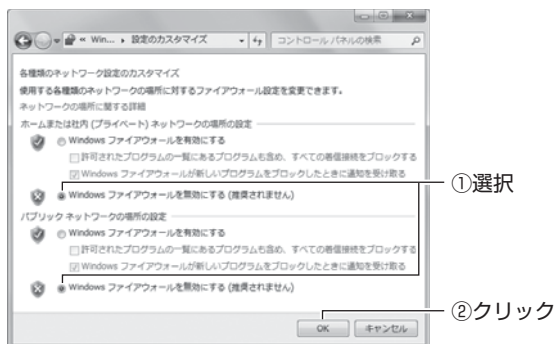 « Win... ▸ 設定のカスタマイズ
コントロール パネルの検索
各種類のネットワーク設定のカスタマイズ
使用する各種類のネットワークの場所に対するファイアウォール設定を変更できます。
ネットワークの場所に関する詳細
ホームまたは社内 (プライベート) ネットワークの場所の設定
Windows ファイアウォールを有効にする
許可されたプログラムの一覧にあるプログラムも含め、すべての着信接続をブロックする
Windows ファイアウォールが新しいプログラムをブロックしたときに通知を受け取る
Windows ファイアウォールを無効にする (推奨されません)
①選択
パブリック ネットワークの場所の設定
Windows ファイアウォールを有効にする
許可されたプログラムの一覧にあるプログラムも含め、すべての着信接続をブロックする
Windows ファイアウォールが新しいプログラムをブロックしたときに通知を受け取る
Windows ファイアウォールを無効にする (推奨されません)
②クリック
OK キャンセル